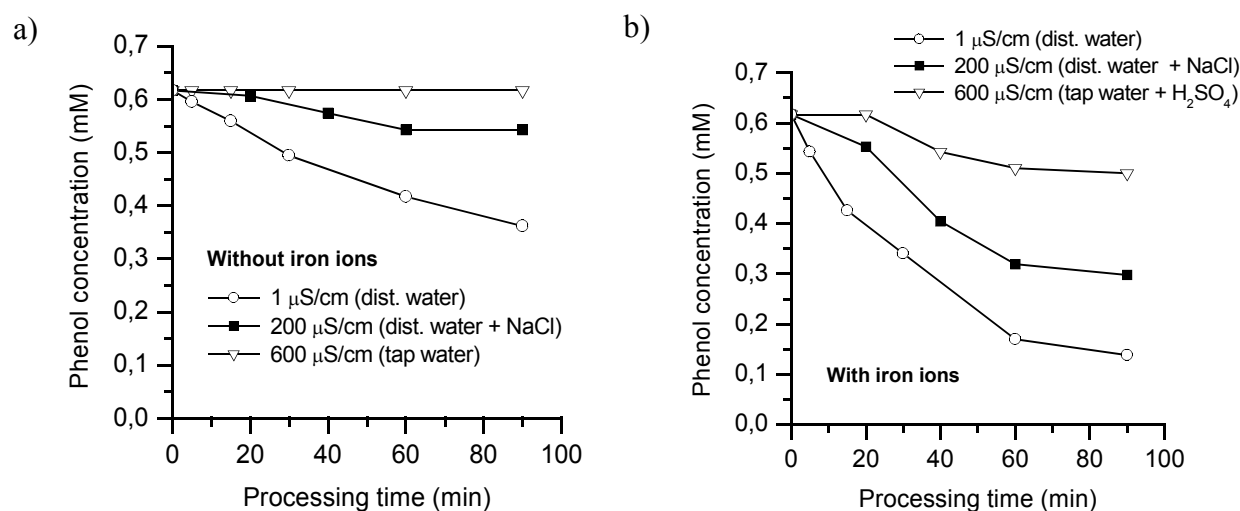 a)
0,7
0,6
0,5
0,4
0,3
0,2
0,1
0,0
Phenol concentration (mM)
Without iron ions
1 μS/cm (dist. water)
200 μS/cm (dist. water + NaCl)
600 μS/cm (tap water)
0 20 40 60 80 100
Processing time (min)
b)
1 μS/cm (dist. water)
200 μS/cm (dist. water + NaCl)
600 μS/cm (tap water + H₂SO₄)
0,7
0,6
0,5
0,4
0,3
0,2
0,1
0,0
Phenol concentration (mM)
With iron ions
0 20 40 60 80 100
Processing time (min)